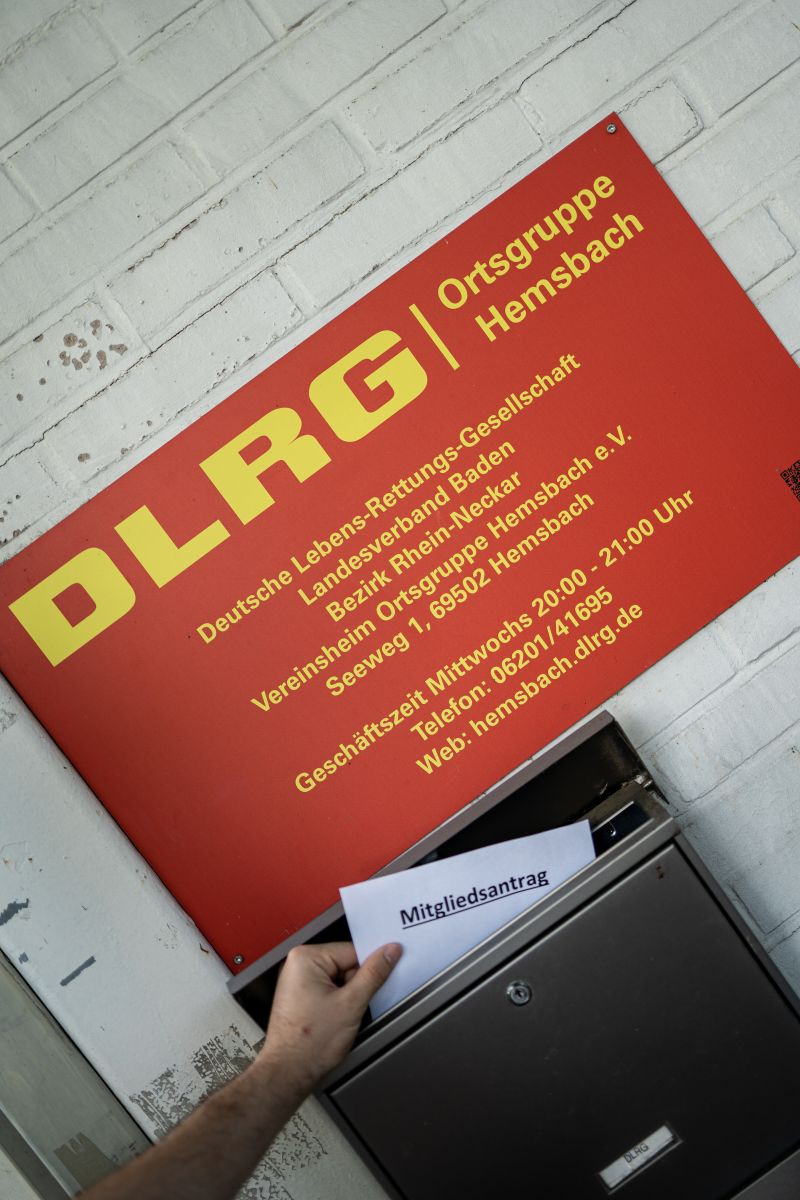 DLRG
Ortsgruppe
Hemsbach
Deutsche Lebens-Rettungs-Gesellschaft
Landesverband Baden
Bezirk Rhein-Neckar
Vereinsheim Ortsgruppe Hemsbach e.V.
Seeweg 1, 69502 Hemsbach
Geschäftszeit Mittwochs 20:00 - 21:00 Uhr
Telefon: 06201/41695
Web: hemsbach.dlrg.de
Mitgliedsantrag
DLRG